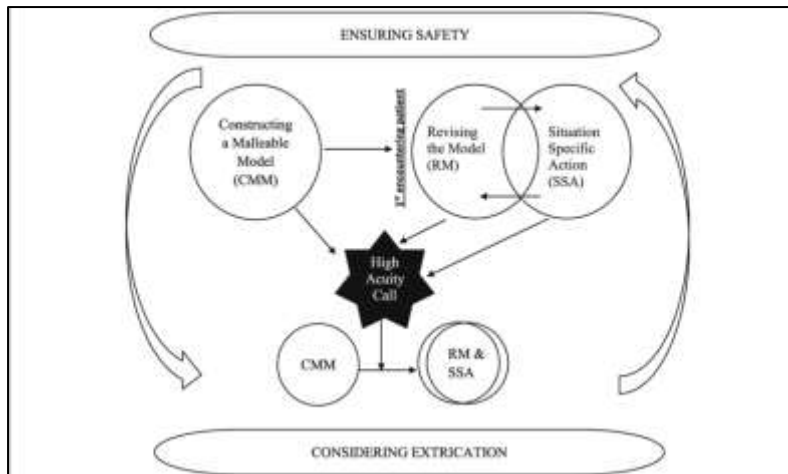 ENSURING SAFETY
Constructing
a Malleable
Model
(CMM)
1st encountering patient
Revising
the Model
(RM)
Situation
Specific
Action
(SSA)
High
Acuity
Call
CMM
RM &
SSA
CONSIDERING EXTRICATION